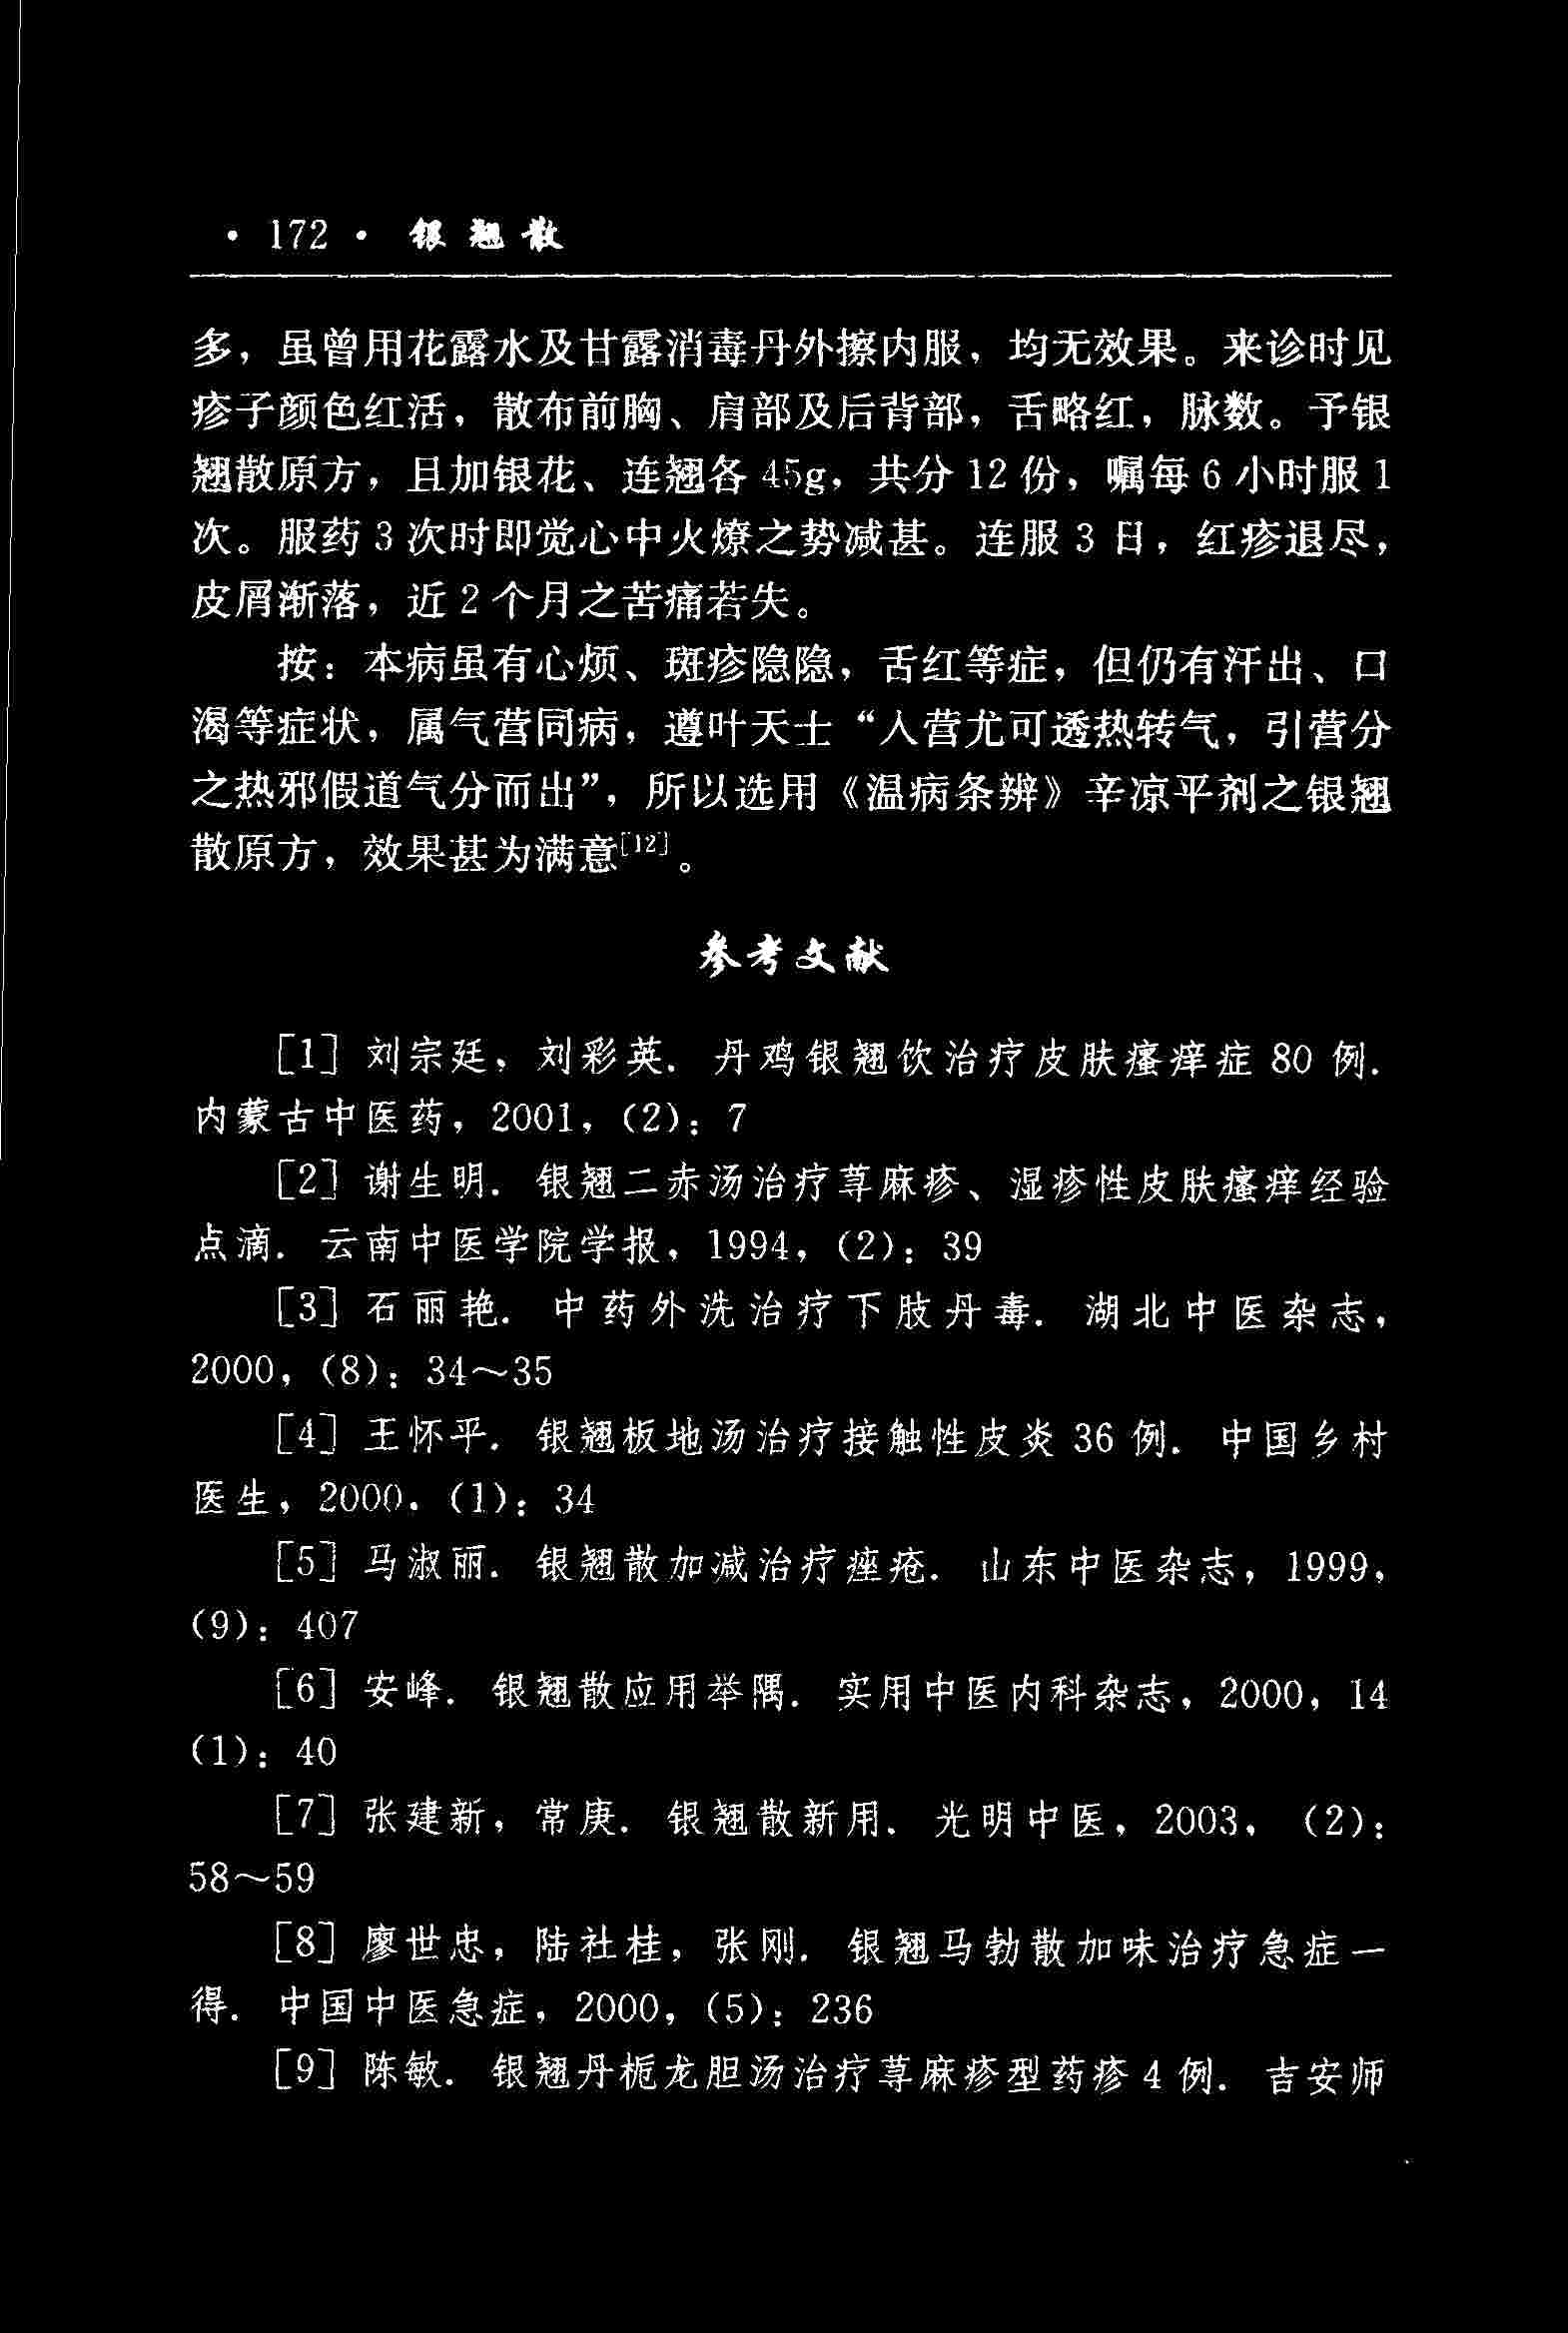 · 172 · 银翘散
多，虽曾用花露水及甘露消毒丹外擦内服，均无效果。来诊时见
疹子颜色红活，散布前胸、肩部及后背部，舌略红，脉数。予银
翘散原方，且加银花、连翘各 45g，共分 12 份，嘱每 6 小时服 1
次。服药 3 次时即觉心中火燎之势减甚。连服 3 日，红疹退尽，
皮屑渐落，近 2 个月之苦痛若失。
按：本病虽有心烦、斑疹隐隐，舌红等症，但仍有汗出、口
渴等症状，属气营同病，遵叶天士“入营尤可透热转气，引营分
之热邪假道气分而出”，所以选用《温病条辨》辛凉平剂之银翘
散原方，效果甚为满意[12]。
参考文献
[1] 刘宗廷，刘彩英．丹鸡银翘饮治疗皮肤瘙痒症 80 例．
内蒙古中医药，2001，(2)：7
[2] 谢生明．银翘二赤汤治疗荨麻疹、湿疹性皮肤瘙痒经验
点滴．云南中医学院学报，1994，(2)：39
[3] 石丽艳．中药外洗治疗下肢丹毒．湖北中医杂志，
2000，(8)：34～35
[4] 王怀平．银翘板地汤治疗接触性皮炎 36 例．中国乡村
医生，2000．(1)：34
[5] 马淑丽．银翘散加减治疗痤疮．山东中医杂志，1999，
(9)：407
[6] 安峰．银翘散应用举隅．实用中医内科杂志，2000，14
(1)：40
[7] 张建新，常庚．银翘散新用．光明中医，2003，(2)：
58～59
[8] 廖世忠，陆社桂，张刚．银翘马勃散加味治疗急症一
得．中国中医急症，2000，(5)：236
[9] 陈敏．银翘丹栀龙胆汤治疗荨麻疹型药疹 4 例．吉安师